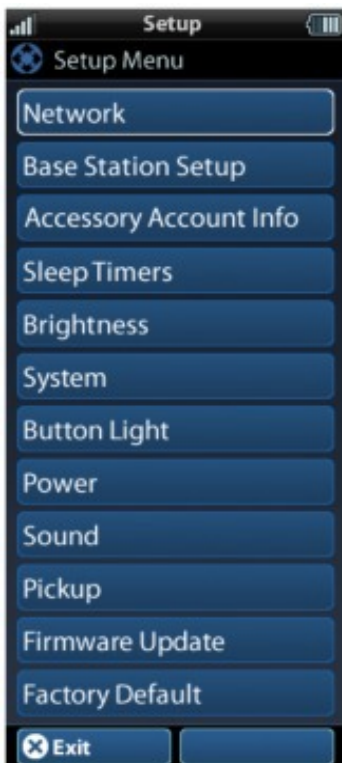 Setup
Setup Menu
Network
Base Station Setup
Accessory Account Info
Sleep Timers
Brightness
System
Button Light
Power
Sound
Pickup
Firmware Update
Factory Default
Exit